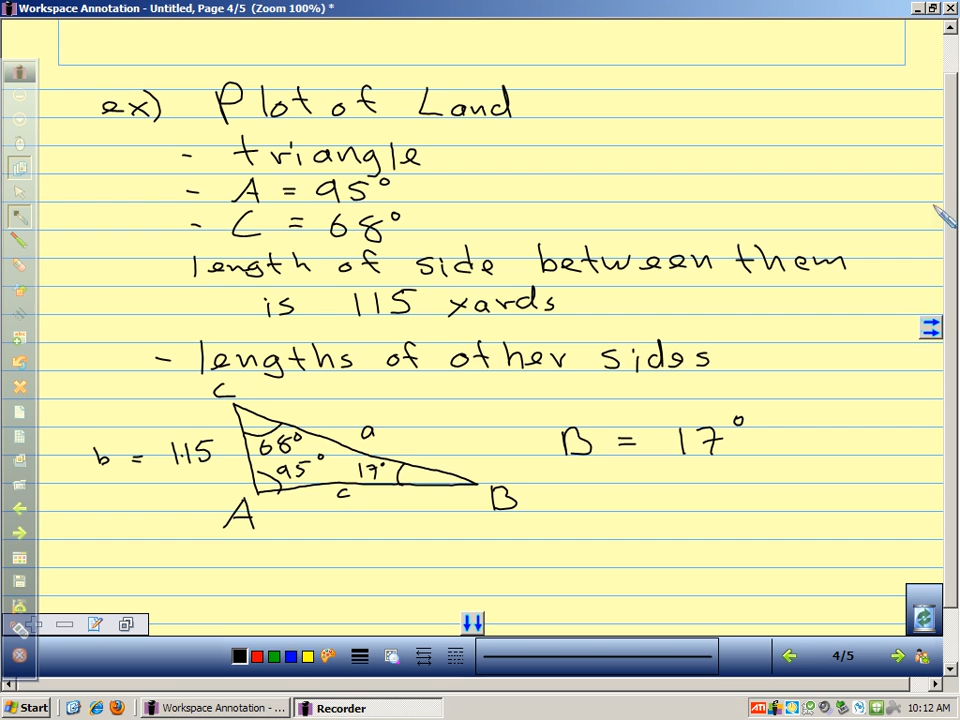 Workspace Annotation - Untitled, Page 4/5 (Zoom 100%) *
ex) Plot of Land
- triangle
- A = 95°
- C = 68°
length of side between them
is 115 yards
- lengths of other sides
C
68°
a
b = 115
95°
17°
c
A
B
B = 17°
4/5
Start
Workspace Annotation - ...
Recorder
ATI
10:12 AM